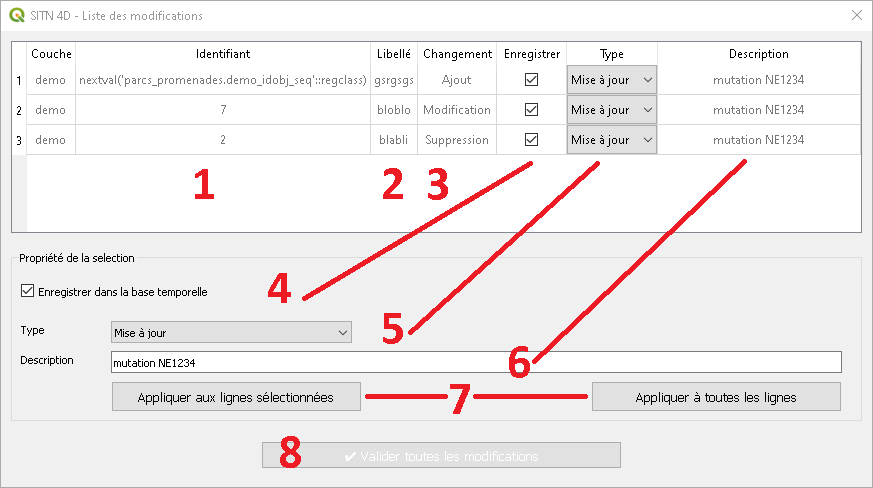 SITN 4D - Liste des modifications
Couche Identifiant Libellé Changement Enregistrer Type Description
1 demo nextval('parcs_promenades.demo_idobj_seq'::regclass) gsrgsgs Ajout Mise à jour mutation NE1234
2 demo 7 bloblo Modification Mise à jour mutation NE1234
3 demo 2 blabli Suppression Mise à jour mutation NE1234
1 2 3
Propriété de la selection
Enregistrer dans la base temporelle 4
Type Mise à jour 5
Description mutation NE1234 6
Appliquer aux lignes sélectionnées 7 Appliquer à toutes les lignes
8 ✔ Valider toutes les modifications